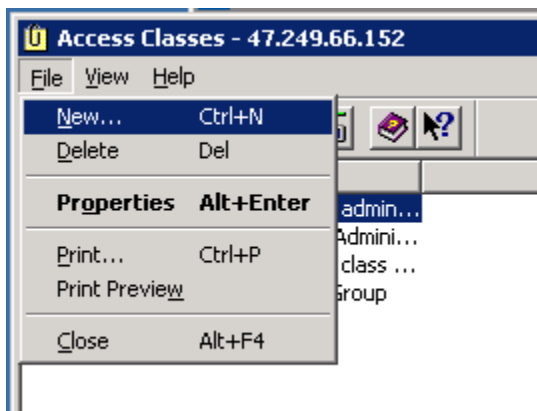 Access Classes - 47.249.66.152
File View Help
New... Ctrl+N
Delete Del
Properties Alt+Enter
admin...
Admini...
Print... Ctrl+P
class ...
Print Preview
Group
Close Alt+F4